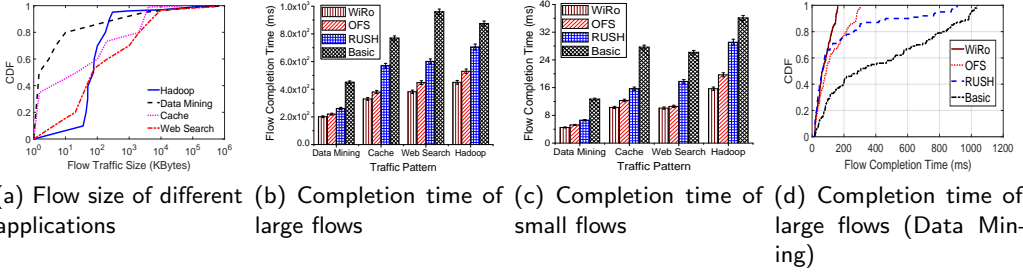 1
0.8
0.6
0.4
0.2
0
CDF
10^0 10^1 10^2 10^3 10^4 10^5 10^6
Flow Traffic Size (KBytes)
Hadoop
Data Mining
Cache
Web Search
1.0x10^3
8.0x10^2
6.0x10^2
4.0x10^2
2.0x10^2
0.0
Flow Completion Time (ms)
WiRo
OFS
RUSH
Basic
Data Mining Cache Web Search Hadoop
Traffic Pattern
40
32
24
16
8
0
Flow Completion Time (ms)
WiRo
OFS
RUSH
Basic
Data Mining Cache Web Search Hadoop
Traffic Pattern
1
0.8
0.6
0.4
0.2
0
CDF
0 200 400 600 800 1000 1200
Flow Completion Time (ms)
WiRo
OFS
RUSH
Basic
(a) Flow size of different
applications
(b) Completion time of
large flows
(c) Completion time of
small flows
(d) Completion time of
large flows (Data Min-
ing)